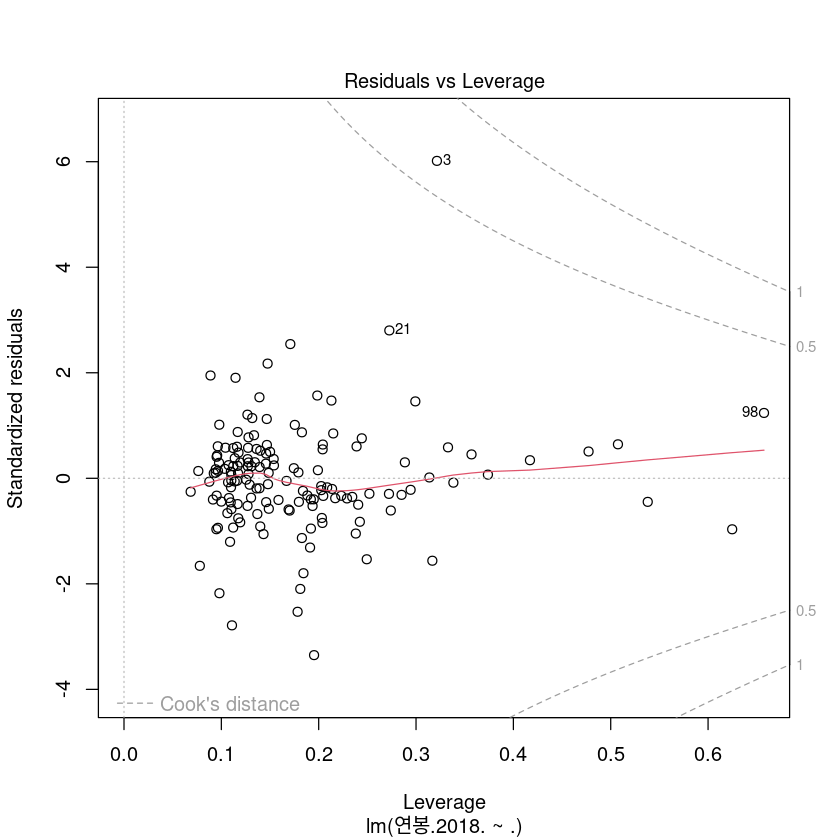 Residuals vs Leverage
Standardized residuals
6
4
2
0
-2
-4
3
21
98
1
0.5
0.5
1
Cook's distance
0.0 0.1 0.2 0.3 0.4 0.5 0.6
Leverage
lm(연봉.2018. ~ .)